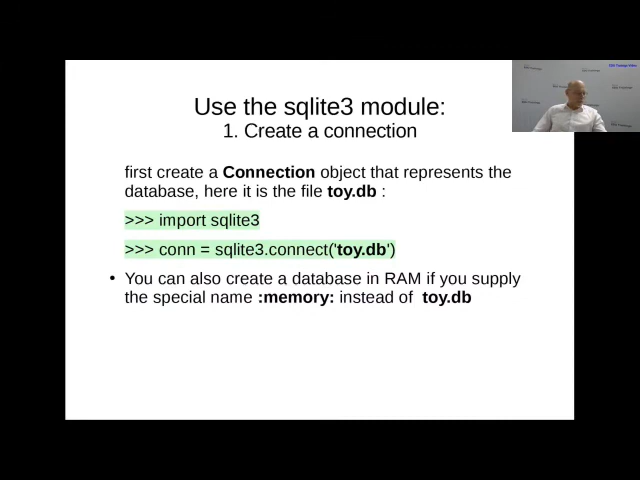 Use the sqlite3 module:
1. Create a connection
first create a Connection object that represents the
database, here it is the file toy.db :
>>> import sqlite3
>>> conn = sqlite3.connect('toy.db')
• You can also create a database in RAM if you supply
the special name :memory: instead of toy.db